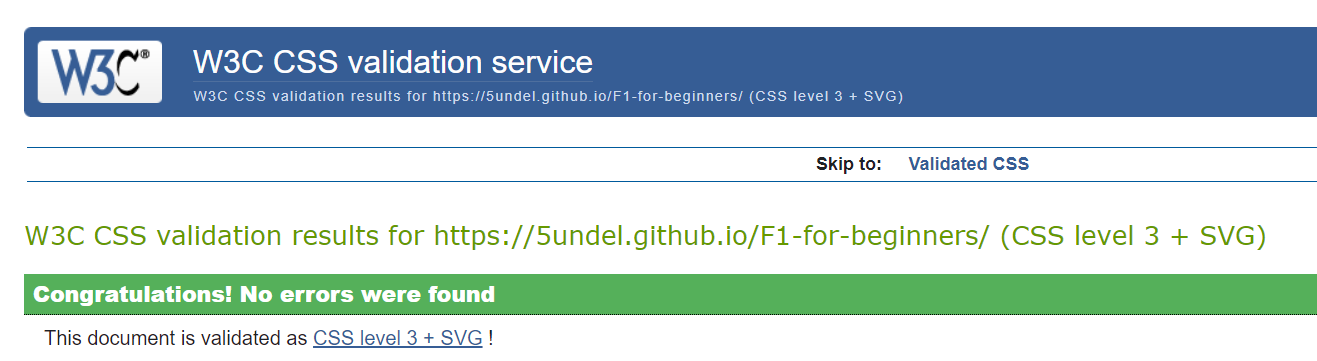 W3C®
W3C CSS validation service
W3C CSS validation results for https://5undel.github.io/F1-for-beginners/ (CSS level 3 + SVG)
Skip to: Validated CSS
W3C CSS validation results for https://5undel.github.io/F1-for-beginners/ (CSS level 3 + SVG)
Congratulations! No errors were found
This document is validated as CSS level 3 + SVG !